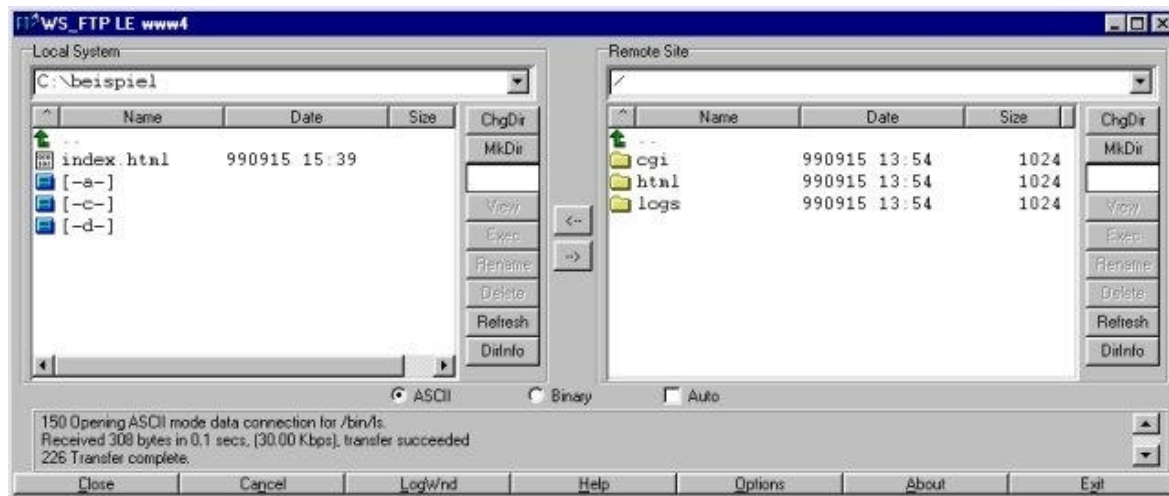 WS_FTP LE www4
Local System
C:\beispiel
^ Name Date Size
..
index.html 990915 15:39
[-a-]
[-c-]
[-d-]
ChgDir
MkDir
View
Exec
Rename
Delete
Refresh
DirInfo
<--
-->
Remote Site
/
^ Name Date Size
..
cgi 990915 13:54 1024
html 990915 13:54 1024
logs 990915 13:54 1024
ChgDir
MkDir
View
Exec
Rename
Delete
Refresh
DirInfo
ASCII Binary Auto
150 Opening ASCII mode data connection for /bin/ls.
Received 308 bytes in 0.1 secs, (30.00 Kbps), transfer succeeded
226 Transfer complete.
Close Cancel LogWnd Help Options About Exit